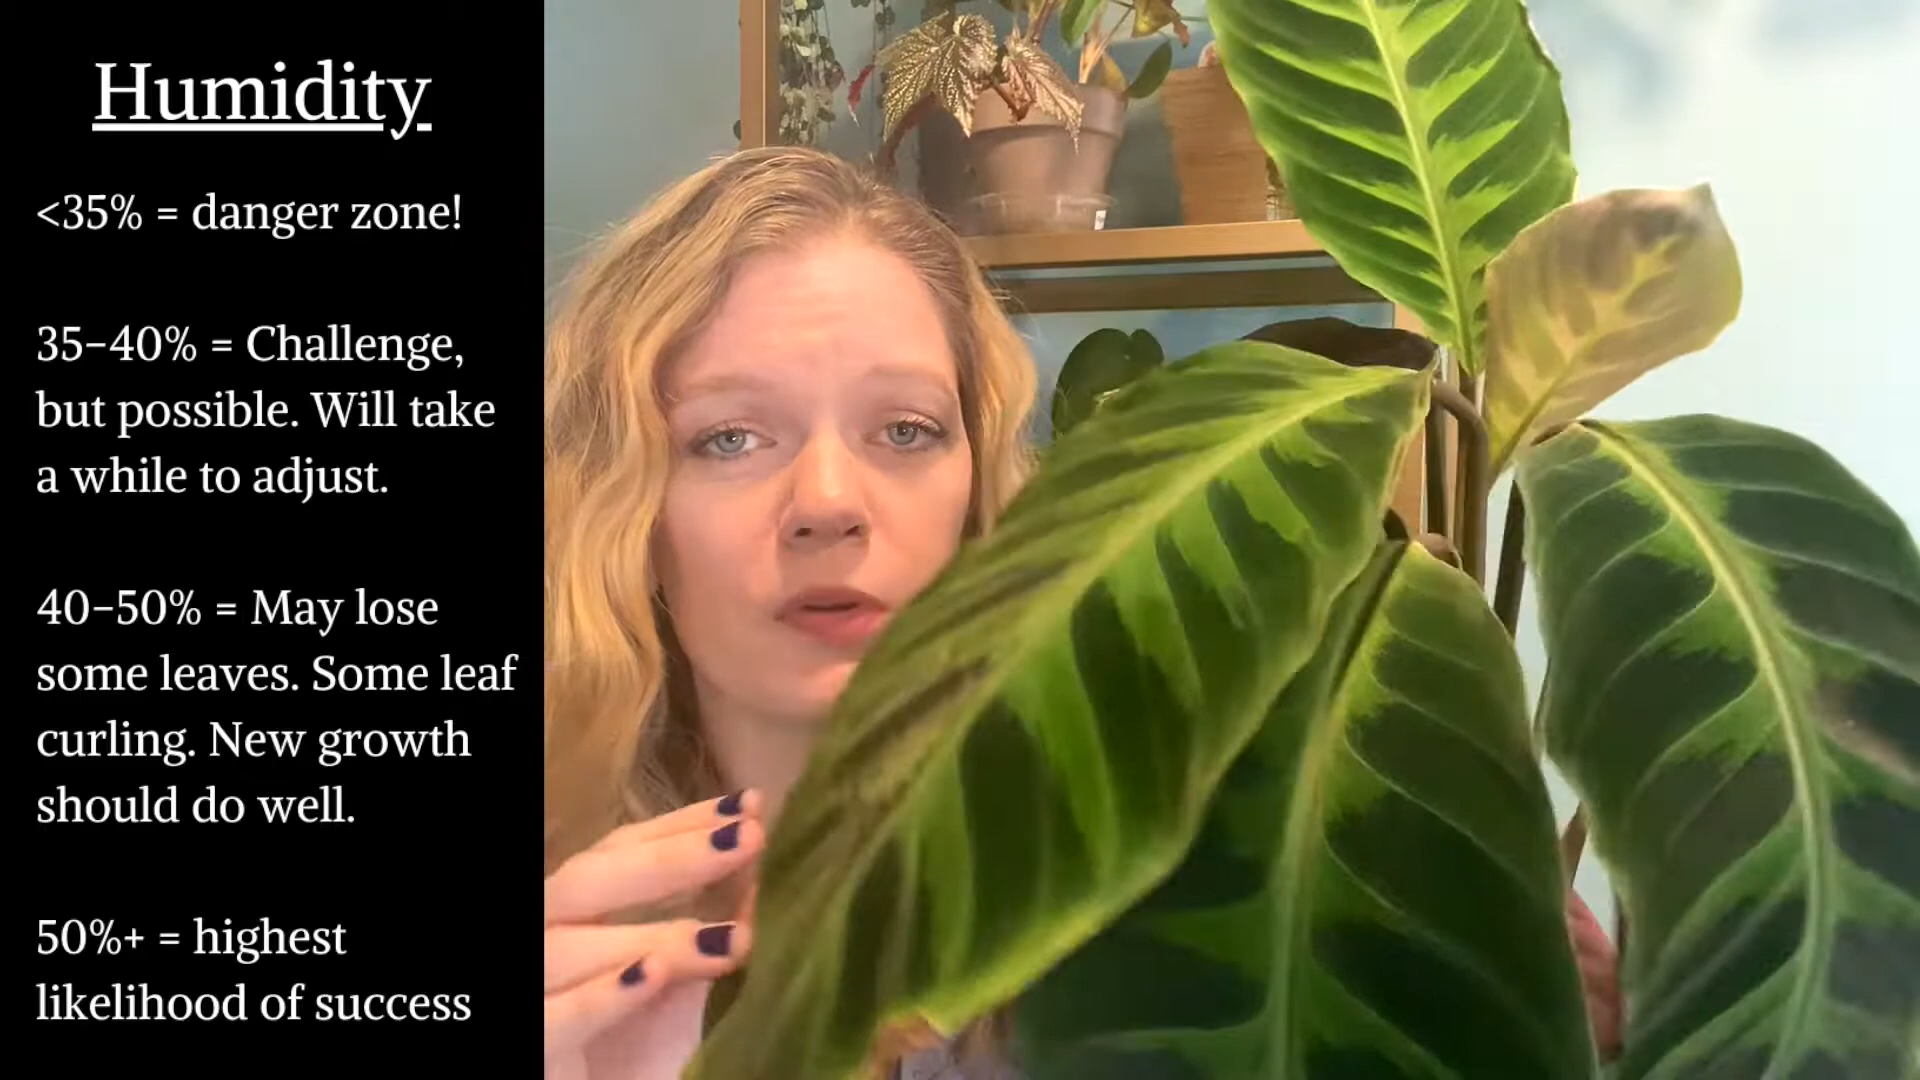 Humidity
<35% = danger zone!
35-40% = Challenge,
but possible. Will take
a while to adjust.
40-50% = May lose
some leaves. Some leaf
curling. New growth
should do well.
50%+ = highest
likelihood of success